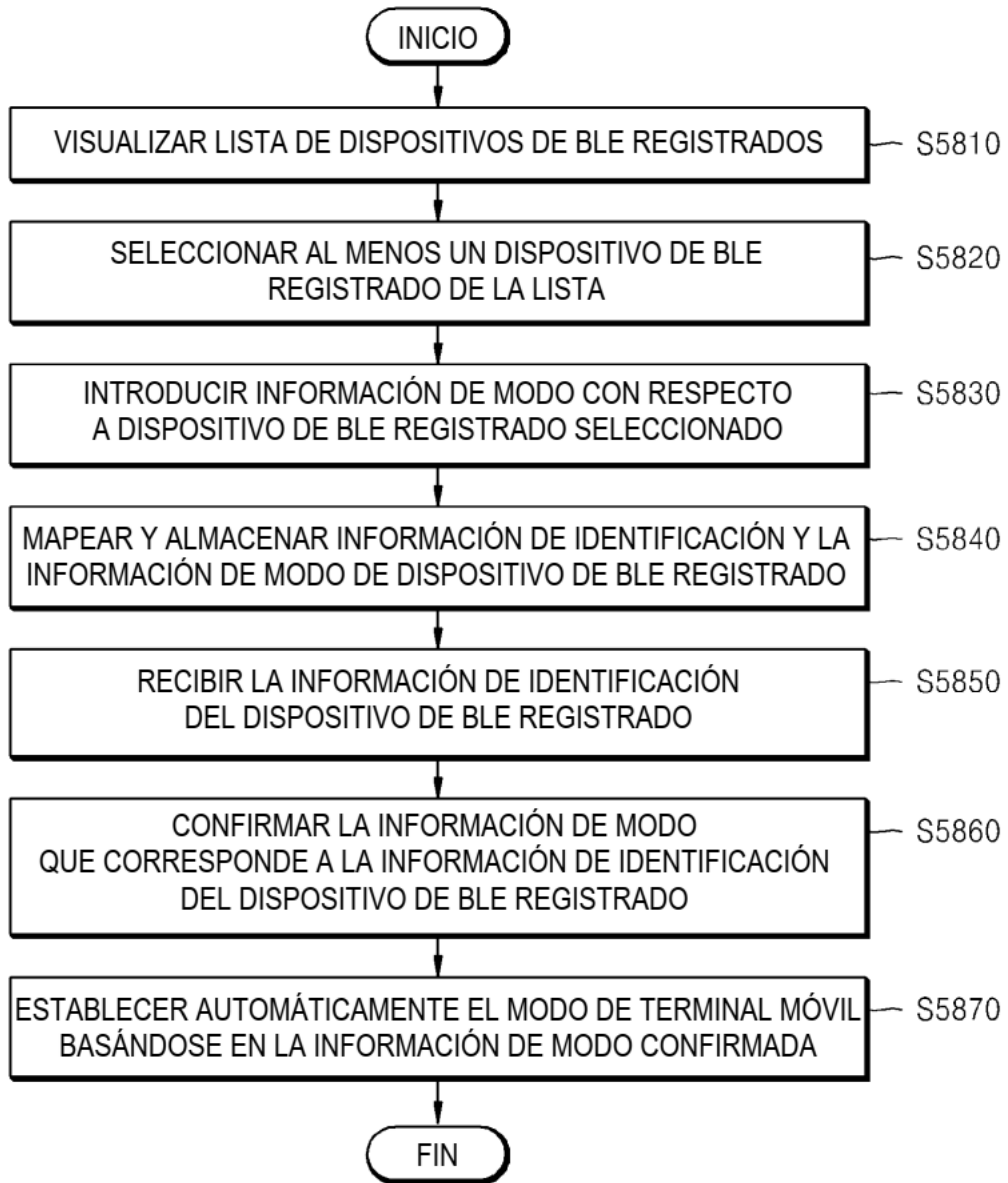 INICIO
VISUALIZAR LISTA DE DISPOSITIVOS DE BLE REGISTRADOS
S5810
SELECCIONAR AL MENOS UN DISPOSITIVO DE BLE
REGISTRADO DE LA LISTA
S5820
INTRODUCIR INFORMACIÓN DE MODO CON RESPECTO
A DISPOSITIVO DE BLE REGISTRADO SELECCIONADO
S5830
MAPEAR Y ALMACENAR INFORMACIÓN DE IDENTIFICACIÓN Y LA
INFORMACIÓN DE MODO DE DISPOSITIVO DE BLE REGISTRADO
S5840
RECIBIR LA INFORMACIÓN DE IDENTIFICACIÓN
DEL DISPOSITIVO DE BLE REGISTRADO
S5850
CONFIRMAR LA INFORMACIÓN DE MODO
QUE CORRESPONDE A LA INFORMACIÓN DE IDENTIFICACIÓN
DEL DISPOSITIVO DE BLE REGISTRADO
S5860
ESTABLECER AUTOMÁTICAMENTE EL MODO DE TERMINAL MÓVIL
BASÁNDOSE EN LA INFORMACIÓN DE MODO CONFIRMADA
S5870
FIN